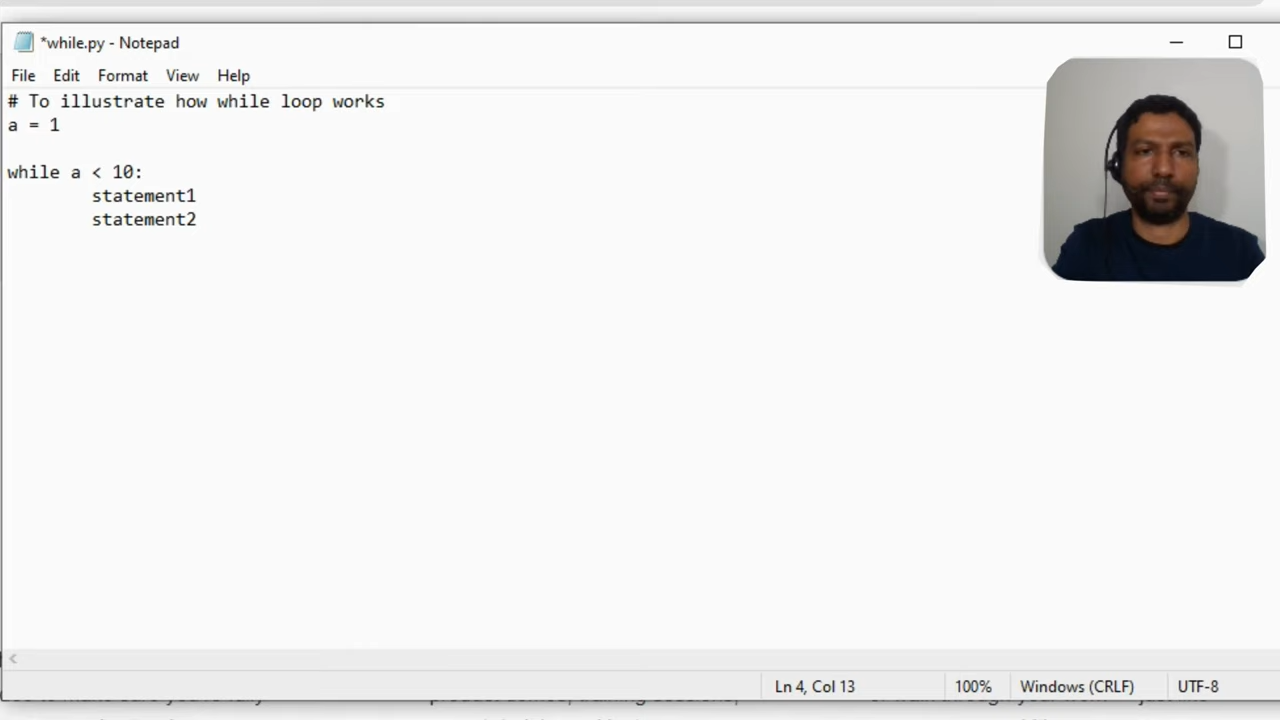 *while.py - Notepad
File Edit Format View Help
# To illustrate how while loop works
a = 1
while a < 10:
statement1
statement2
Ln 4, Col 13 100% Windows (CRLF) UTF-8